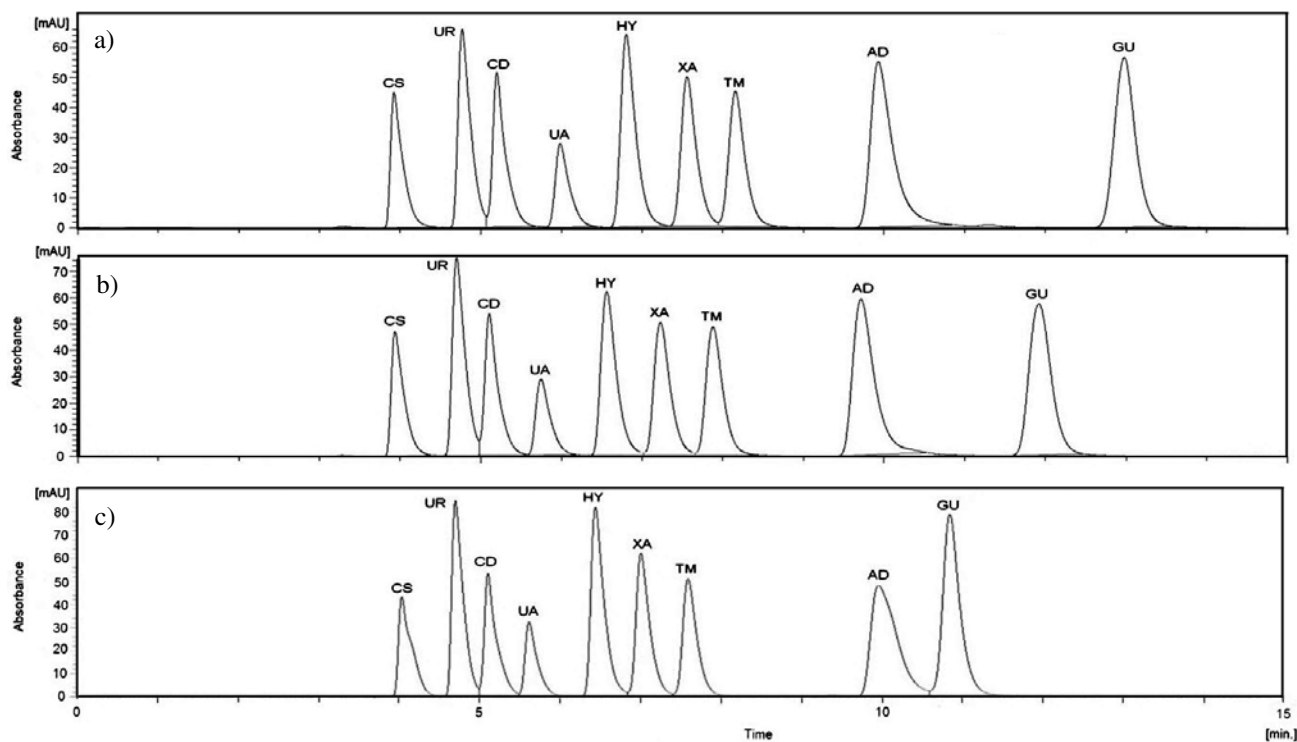 [mAU]
a)
60
50
40
30
20
10
0
Absorbance
CS
UR
CD
UA
HY
XA
TM
AD
GU
[mAU]
b)
70
60
50
40
30
20
10
0
Absorbance
CS
UR
CD
UA
HY
XA
TM
AD
GU
[mAU]
c)
80
70
60
50
40
30
20
10
0
Absorbance
CS
UR
CD
UA
HY
XA
TM
AD
GU
0
5
10
15
Time
[min.]